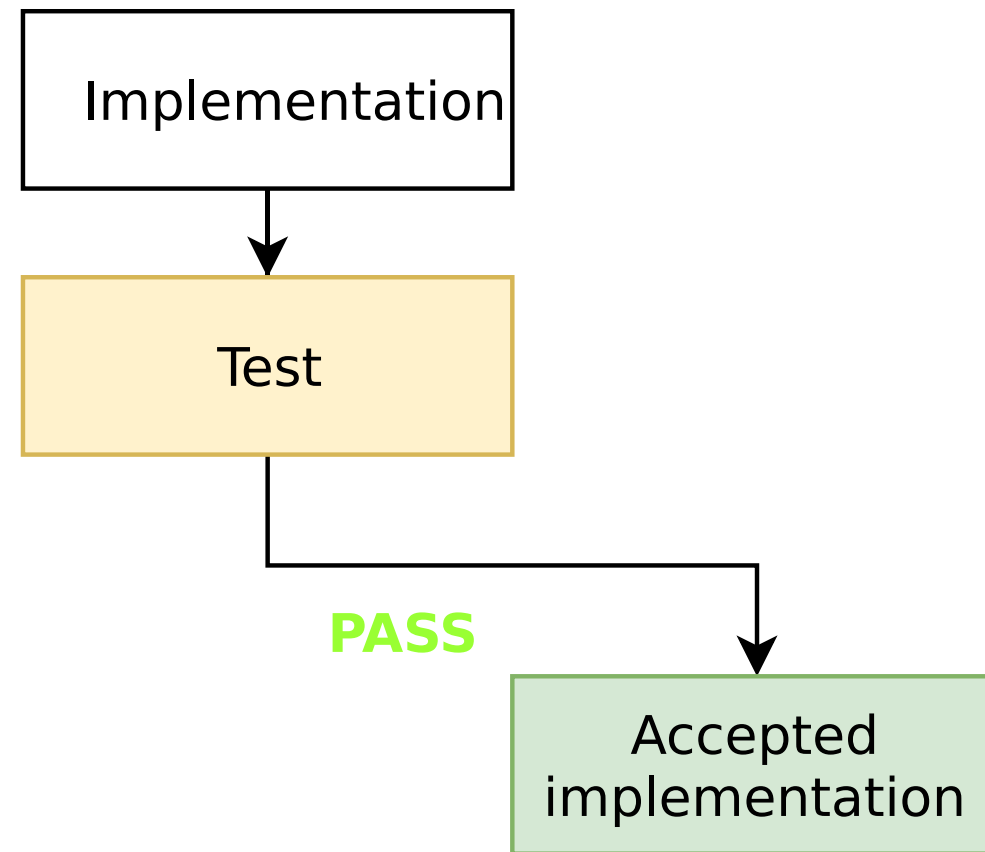 Implementation
Test
PASS
Accepted
implementation